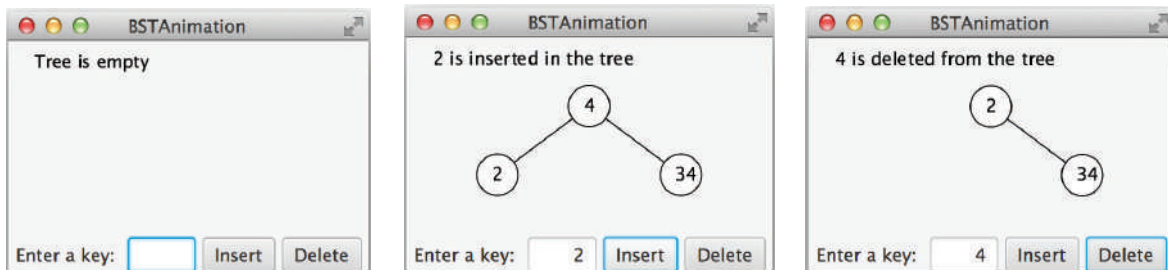 BSTAnimation
Tree is empty
Enter a key: Insert Delete
BSTAnimation
2 is inserted in the tree
4
2 34
Enter a key: 2 Insert Delete
BSTAnimation
4 is deleted from the tree
2
34
Enter a key: 4 Insert Delete